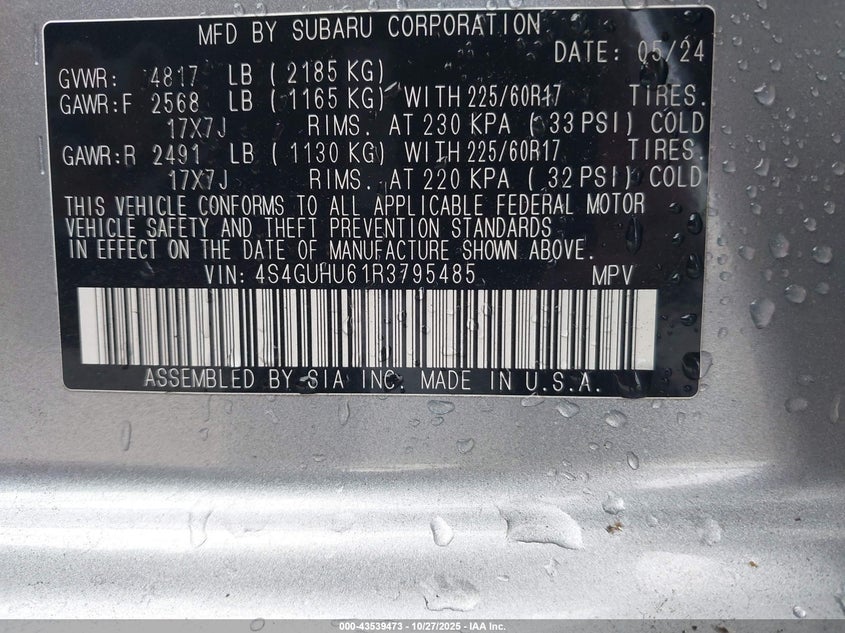 MFD BY SUBARU CORPORATION
DATE: 05/24
GVWR: 4817 LB ( 2185 KG)
GAWR:F 2568 LB ( 1165 KG) WITH 225/60R17 TIRES.
17X7J RIMS. AT 230 KPA ( 33 PSI) COLD
GAWR:R 2491 LB ( 1130 KG) WITH 225/60R17 TIRES.
17X7J RIMS. AT 220 KPA ( 32 PSI) COLD
THIS VEHICLE CONFORMS TO ALL APPLICABLE FEDERAL MOTOR
VEHICLE SAFETY AND THEFT PREVENTION STANDARDS
IN EFFECT ON THE DATE OF MANUFACTURE SHOWN ABOVE.
VIN: 4S4GUHU61R3795485 MPV
ASSEMBLED BY SIA INC. MADE IN U.S.A.
000-43539473 - 10/27/2025 - IAA Inc.